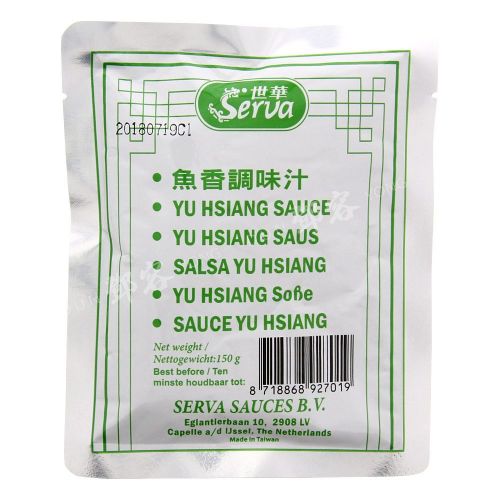 世華
Serva
20180719C1
• 魚香調味汁
• YU HSIANG SAUCE
• YU HSIANG SAUS
• SALSA YU HSIANG
• YU HSIANG Soße
• SAUCE YU HSIANG
Net weight /
Nettogewicht:150 g
Best before / Ten
minste houdbaar tot:
8 718868 927019
SERVA SAUCES B.V.
Eglantierbaan 10, 2908 LV
Capelle a/d IJssel, The Netherlands
Made in Taiwan